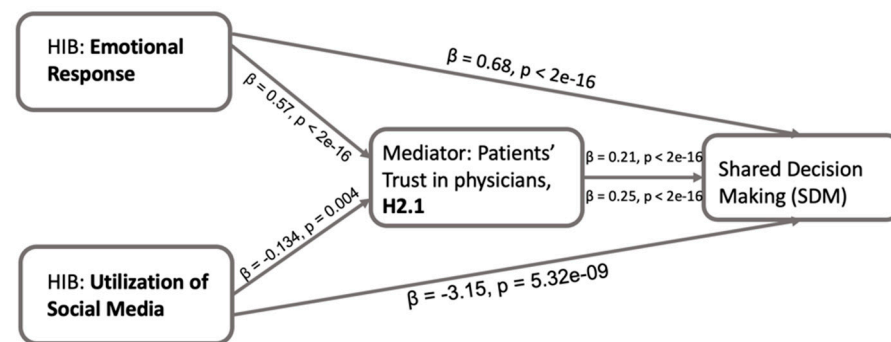 HIB: Emotional
Response
β = 0.68, p < 2e-16
β = 0.57, p < 2e-16
Mediator: Patients’
Trust in physicians,
H2.1
β = 0.21, p < 2e-16
β = 0.25, p < 2e-16
Shared Decision
Making (SDM)
β = -0.134, p = 0.004
HIB: Utilization of
Social Media
β = -3.15, p = 5.32e-09